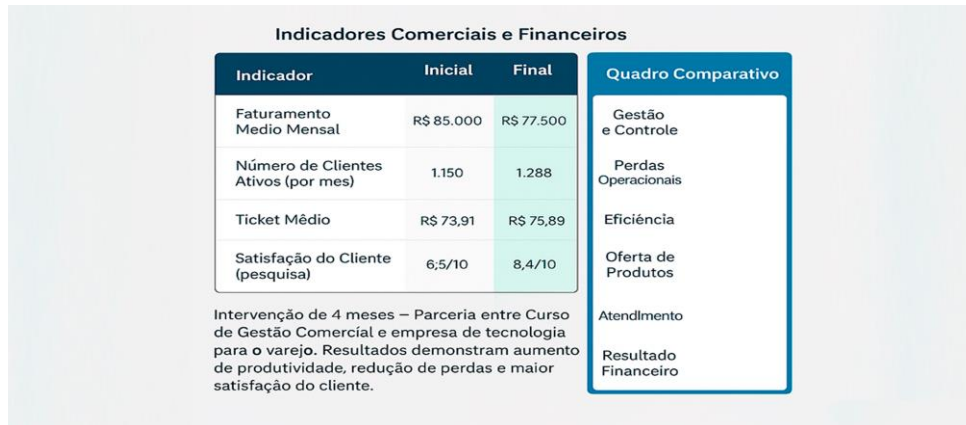 Indicadores Comerciais e Financeiros
Indicador Inicial Final
Faturamento
Medio Mensal
R$ 85.000 R$ 77.500
Número de Clientes
Ativos (por mes)
1.150 1.288
Ticket Mêdio R$ 73,91 R$ 75,89
Satisfação do Cliente
(pesquisa)
6;5/10 8,4/10
Intervenção de 4 meses – Parceria entre Curso
de Gestão Comercíal e empresa de tecnologia
para o varejo. Resultados demonstram aumento
de produtividade, redução de perdas e maior
satisfaçâo do cliente.
Quadro Comparativo
Gestão
e Controle
Perdas
Operacionais
Eficiéncia
Oferta de
Produtos
AtendImento
Resultado
Financeiro